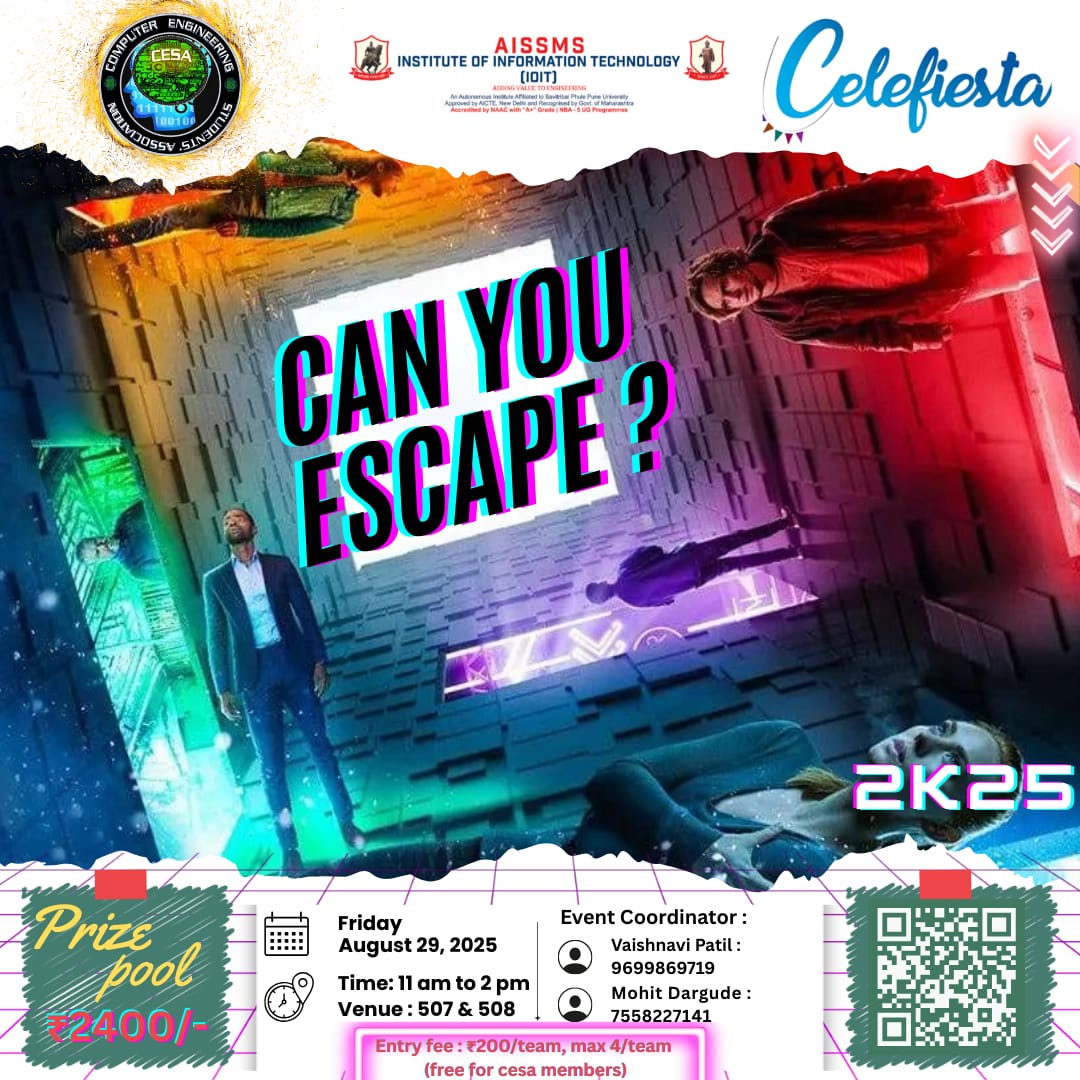 COMPUTER ENGINEERING
STUDENTS' ASSOCIATION
CESA
AISSMS
INSTITUTE OF INFORMATION TECHNOLOGY
(IOIT)
ADDING VALUE TO ENGINEERING
An Autonomous Institute Affiliated to Savitribai Phule Pune University
Approved by AICTE, New Delhi and Recognised by Govt. of Maharashtra
Accredited by NAAC with "A+" Grade | NBA - 5 UG Programmes
Celefiesta
CAN YOU
ESCAPE ?
2K25
Prize
pool
₹2400/-
Friday
August 29, 2025
Time: 11 am to 2 pm
Venue : 507 & 508
Event Coordinator :
Vaishnavi Patil :
9699869719
Mohit Dargude :
7558227141
Entry fee : ₹200/team, max 4/team
(free for cesa members)